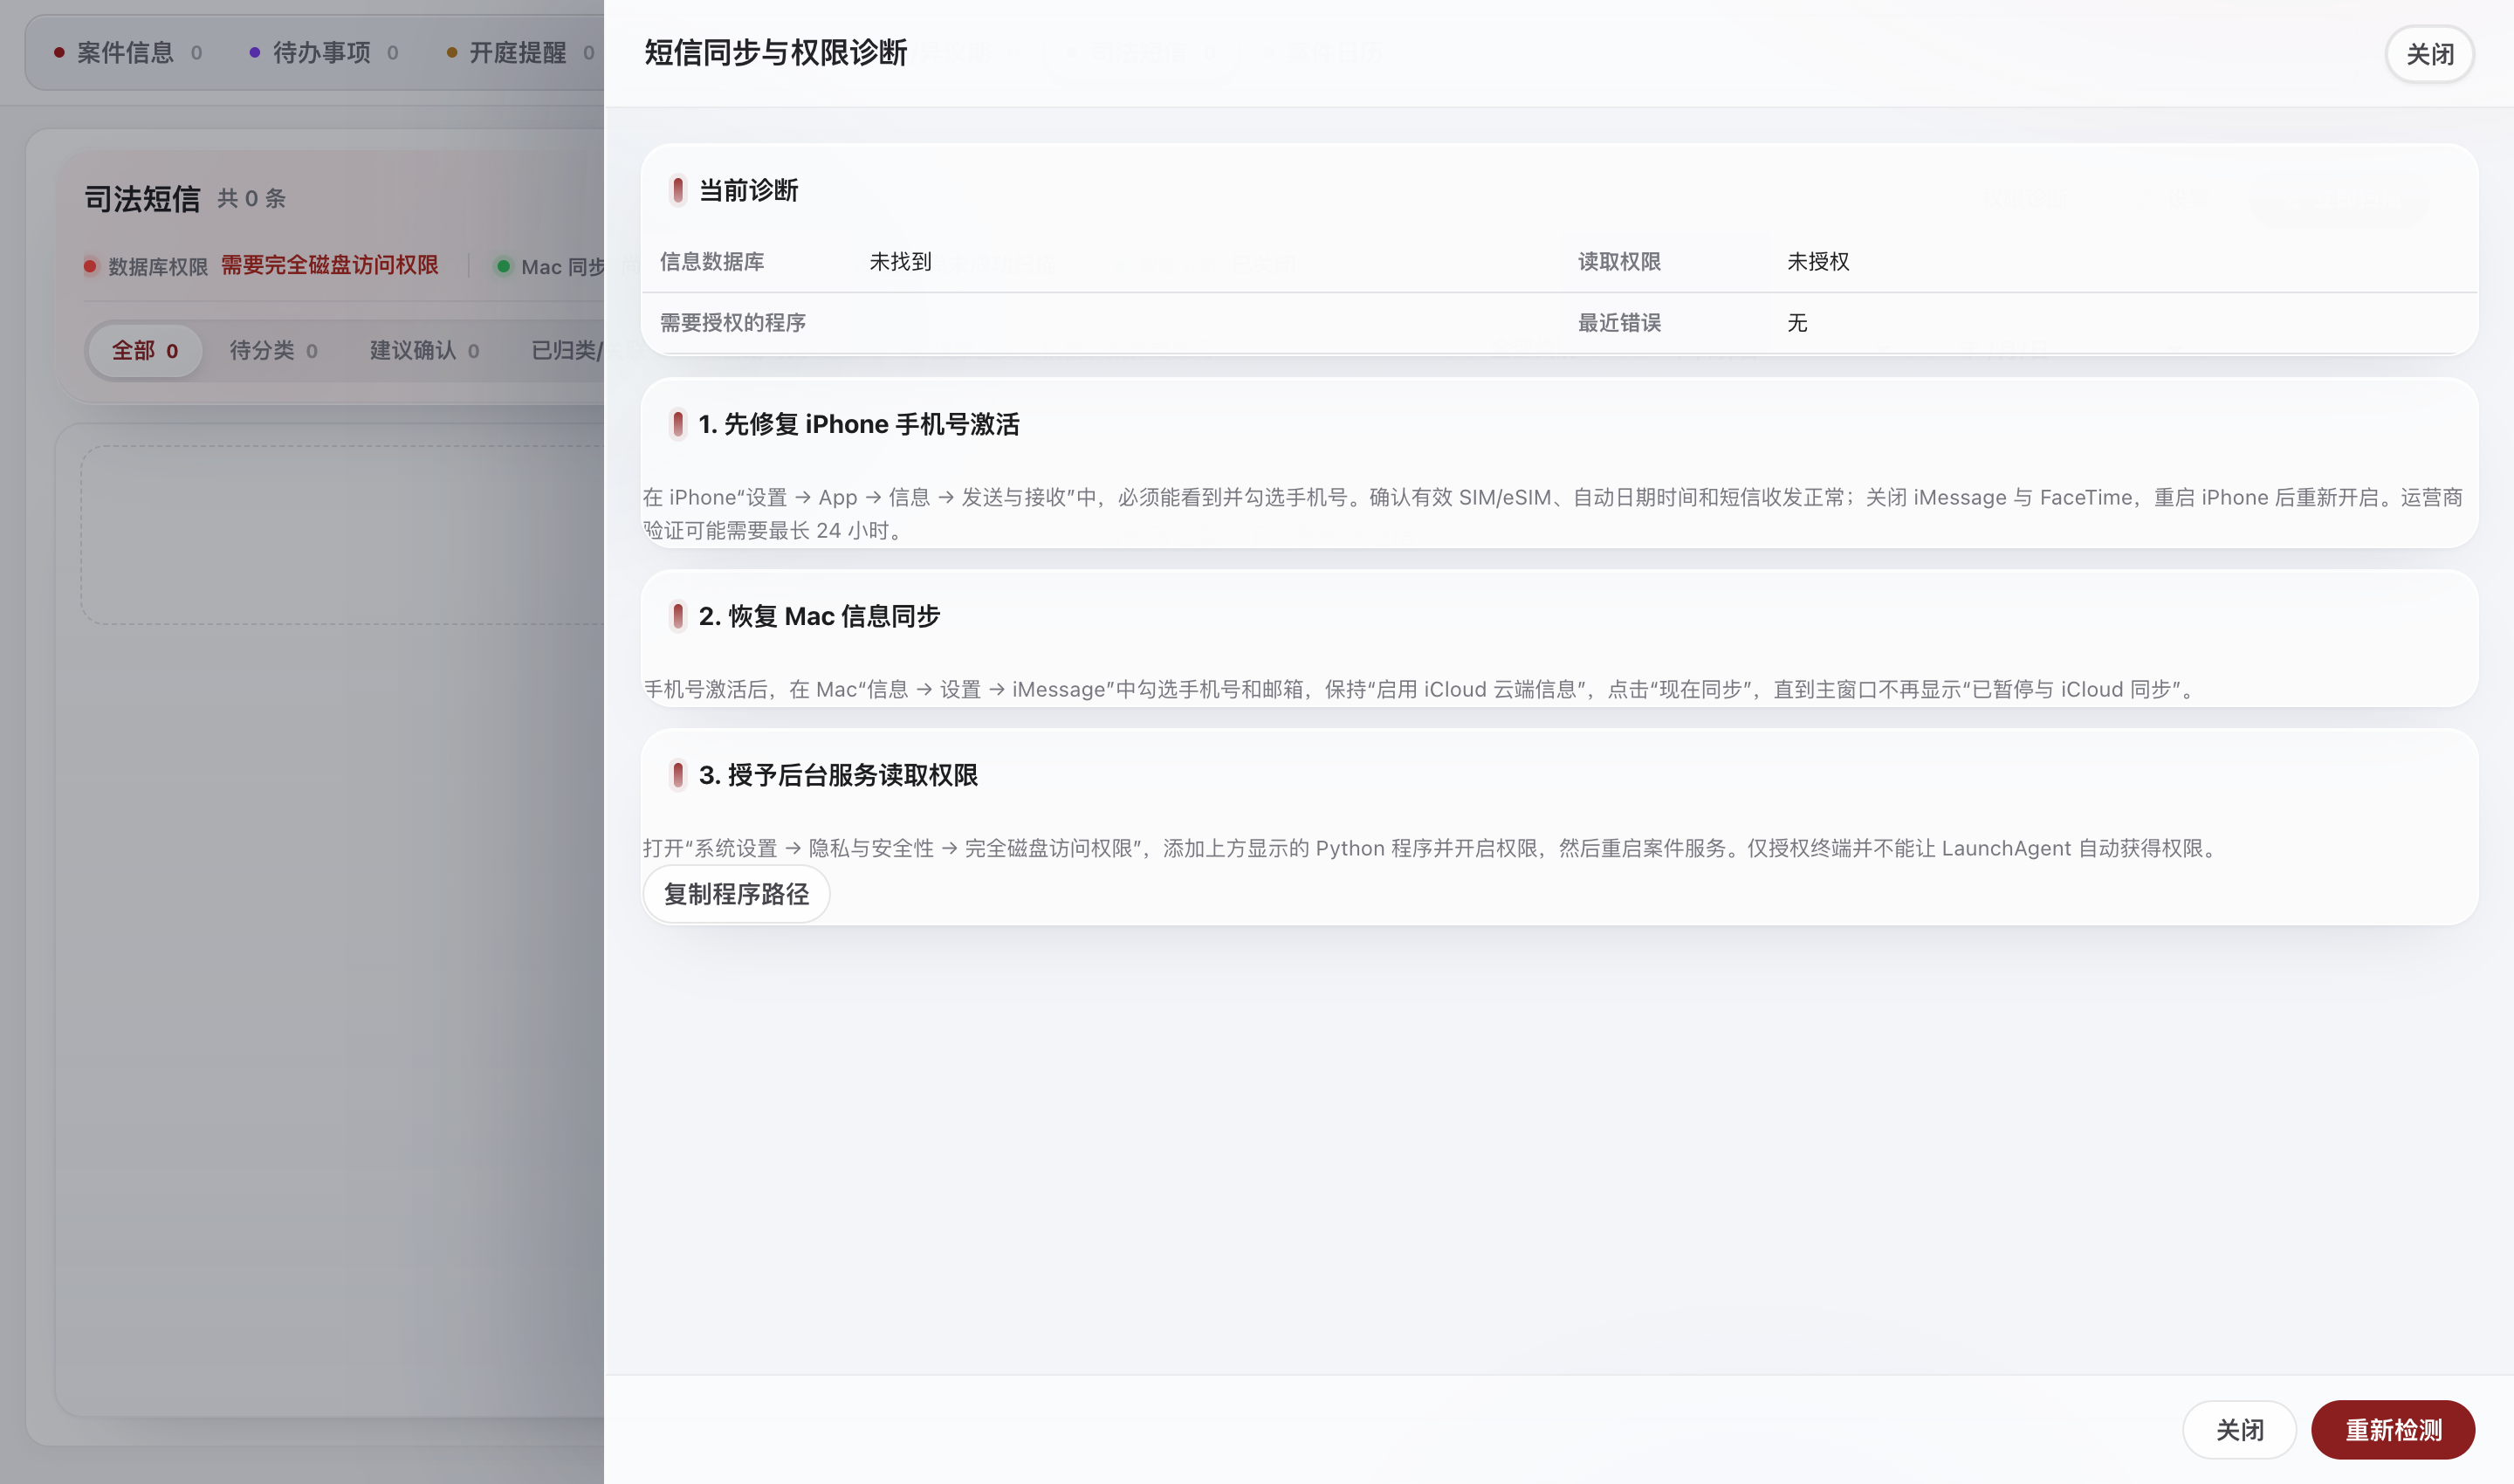 案件信息 0 待办事项 0 开庭提醒 0
司法短信 共 0 条
数据库权限 需要完全磁盘访问权限 Mac 同步
全部 0 待分类 0 建议确认 0 已归类/
短信同步与权限诊断 关闭
当前诊断
信息数据库 未找到 读取权限 未授权
需要授权的程序 最近错误 无
1. 先修复 iPhone 手机号激活
在 iPhone“设置 → App → 信息 → 发送与接收”中，必须能看到并勾选手机号。确认有效 SIM/eSIM、自动日期时间和短信收发正常；关闭 iMessage 与 FaceTime，重启 iPhone 后重新开启。运营商
验证可能需要最长 24 小时。
2. 恢复 Mac 信息同步
手机号激活后，在 Mac“信息 → 设置 → iMessage”中勾选手机号和邮箱，保持“启用 iCloud 云端信息”，点击“现在同步”，直到主窗口不再显示“已暂停与 iCloud 同步”。
3. 授予后台服务读取权限
打开“系统设置 → 隐私与安全性 → 完全磁盘访问权限”，添加上方显示的 Python 程序并开启权限，然后重启案件服务。仅授权终端并不能让 LaunchAgent 自动获得权限。
复制程序路径
关闭 重新检测